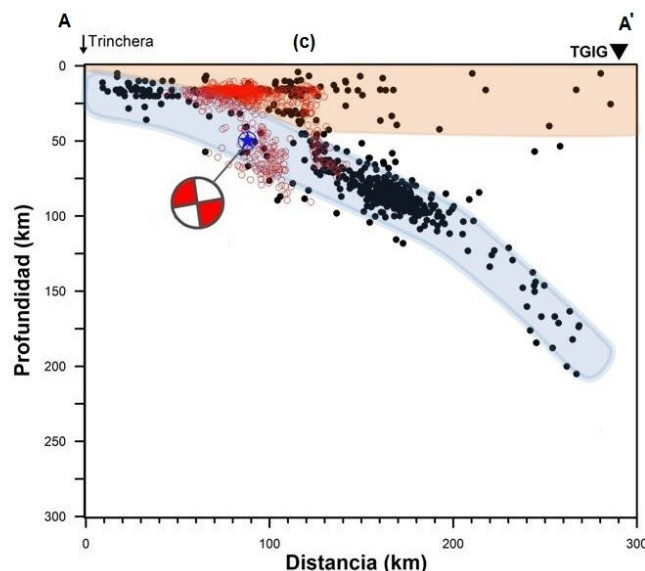 A
(c)
A'
Trinchera
TGIG
0
50
100
150
200
250
300
Profundidad (km)
0
100
200
300
Distancia (km)